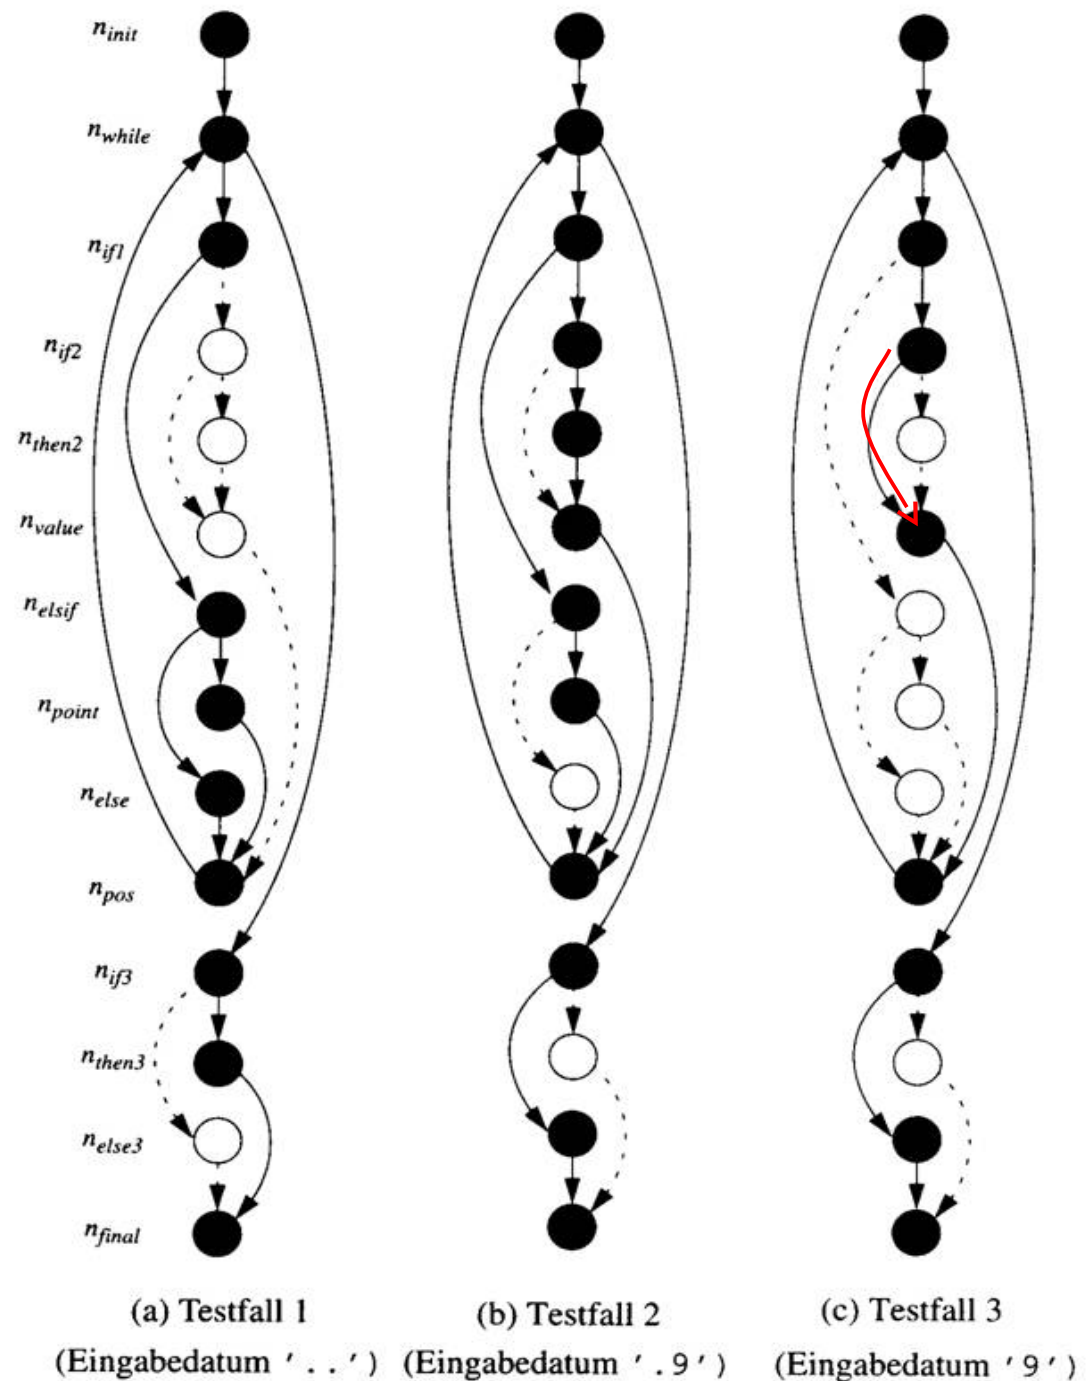 n_init
n_while
n_if1
n_if2
n_then2
n_value
n_elsif
n_point
n_else
n_pos
n_if3
n_then3
n_else3
n_final
(a) Testfall 1 (b) Testfall 2 (c) Testfall 3
(Eingabedatum '..') (Eingabedatum '.9') (Eingabedatum '9')